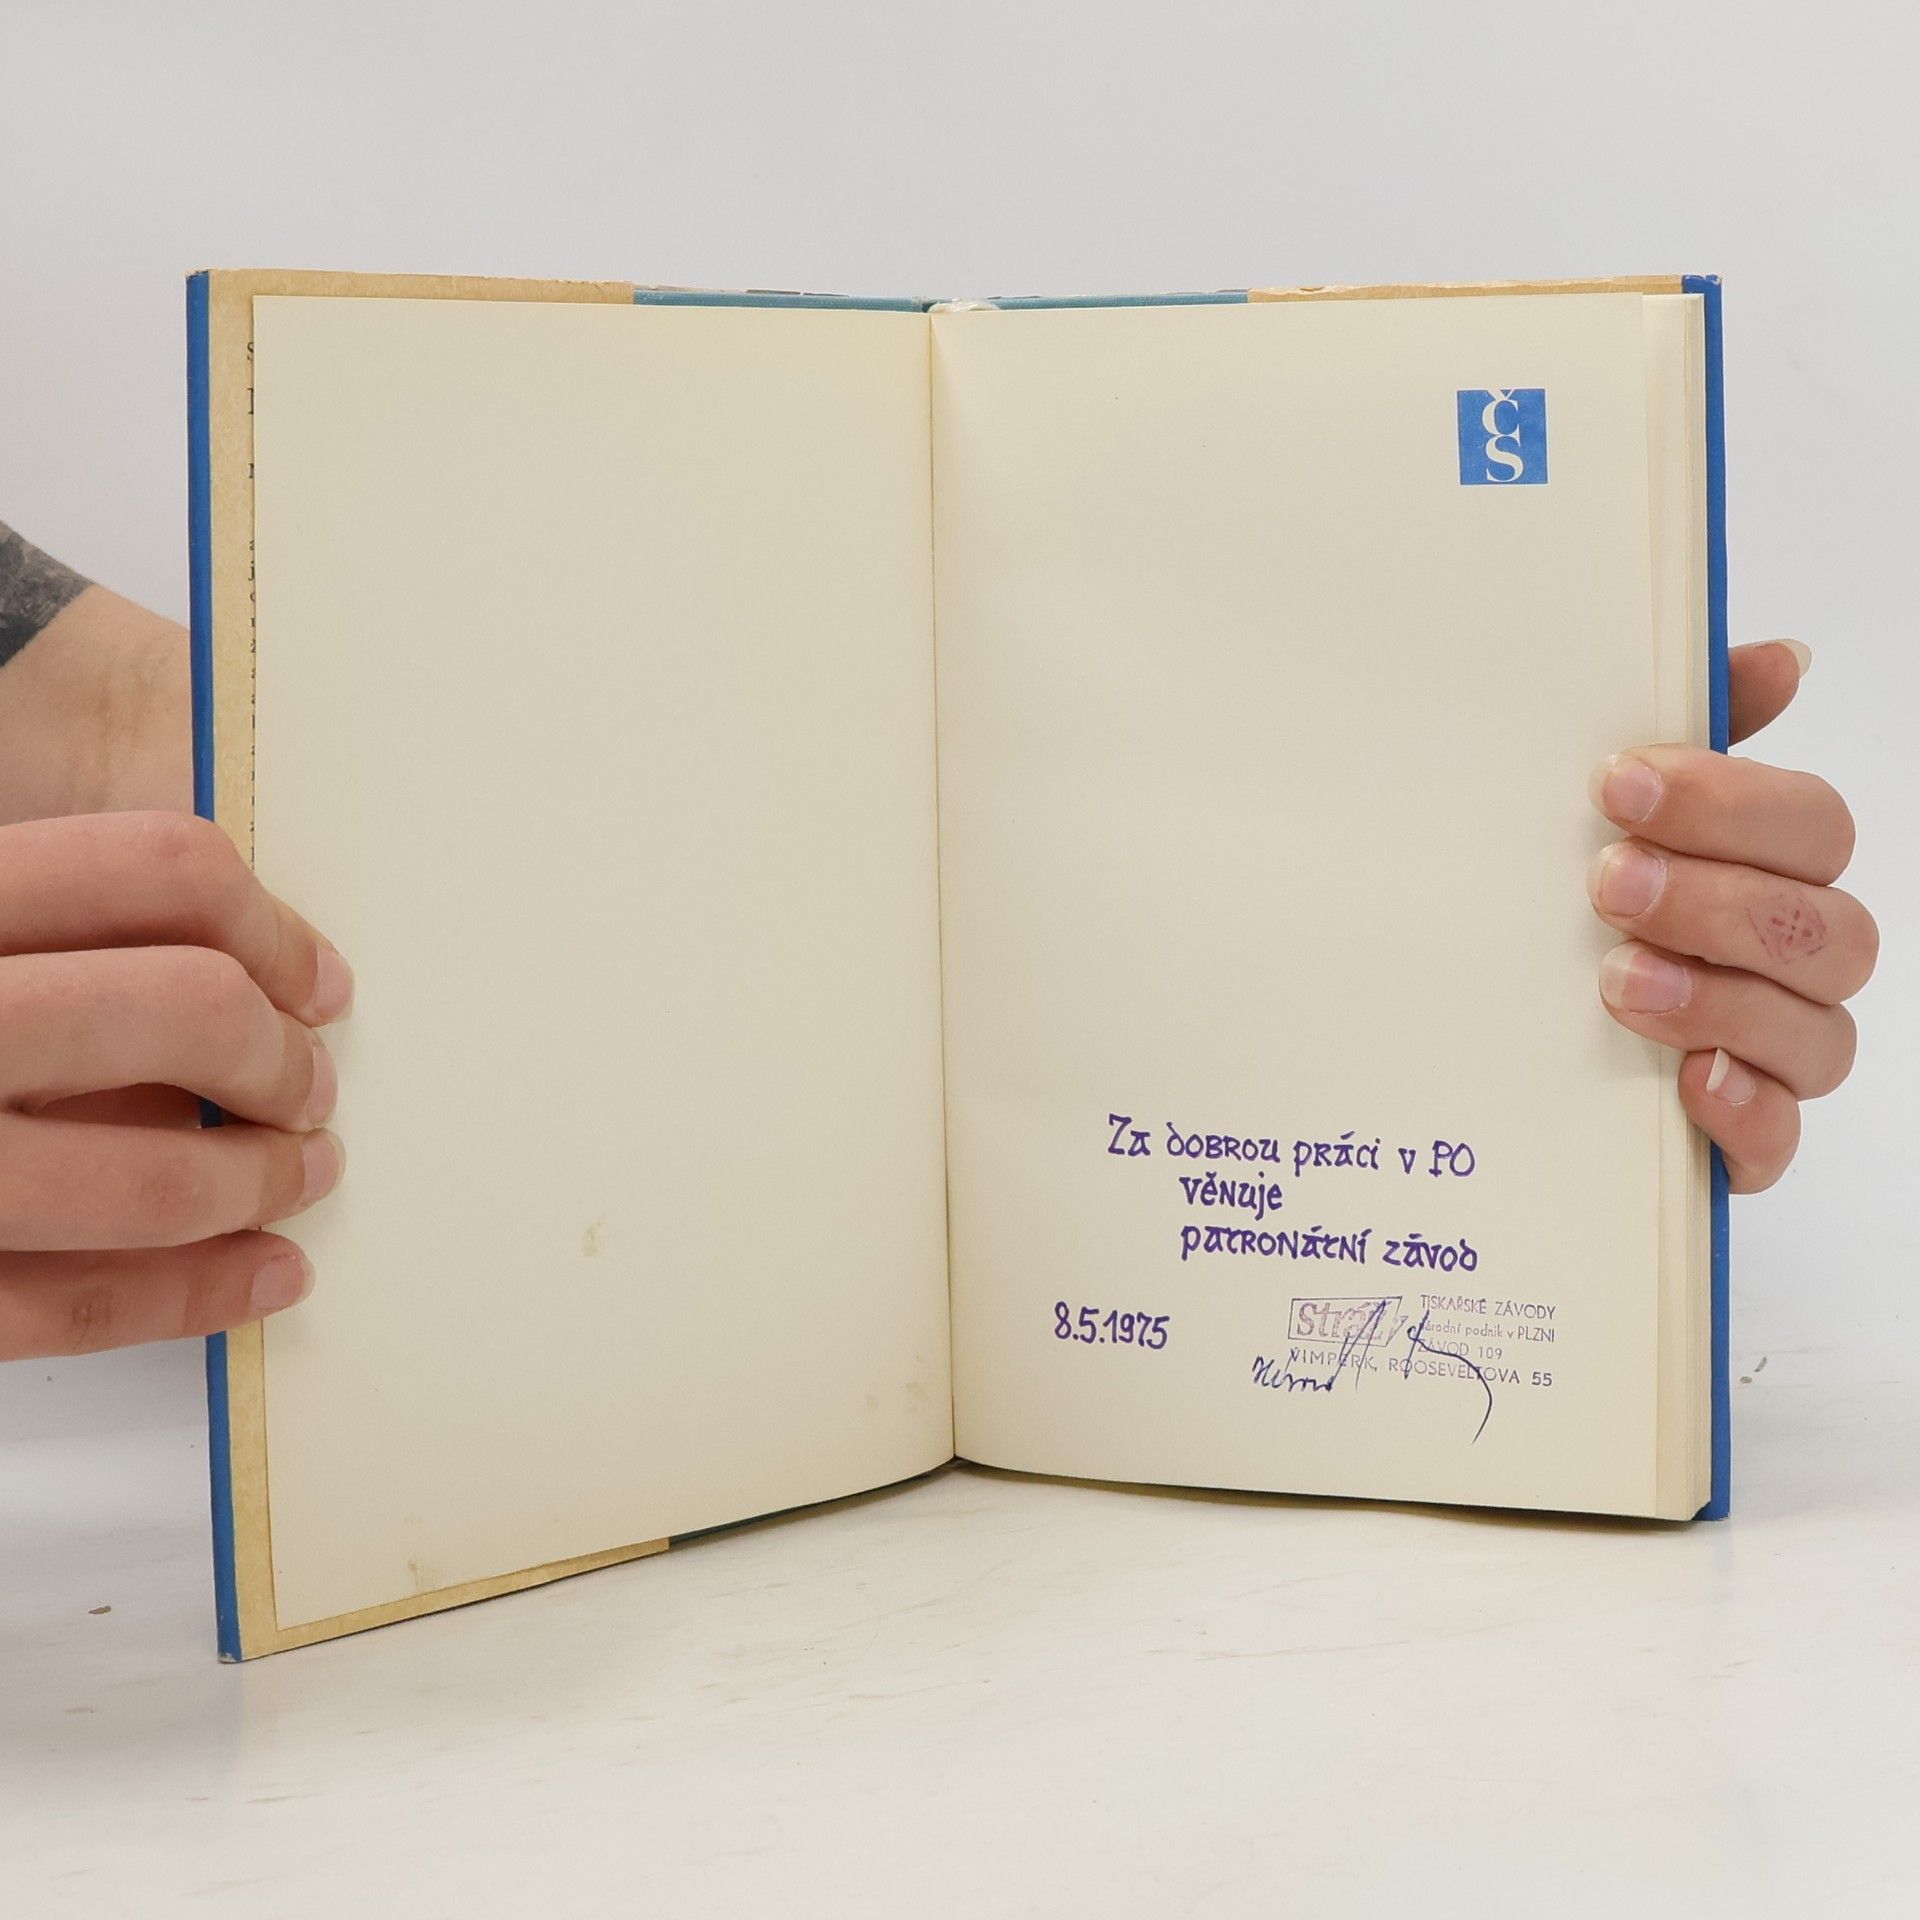 Č
S
Za dobrou práci v PO
věnuje
patronátní závod
8.5.1975
Stráž
TISKAŘSKÉ ZÁVODY
národní podnik v PLZNI
ZÁVOD 109
VIMPERK, ROOSEVELTOVA 55